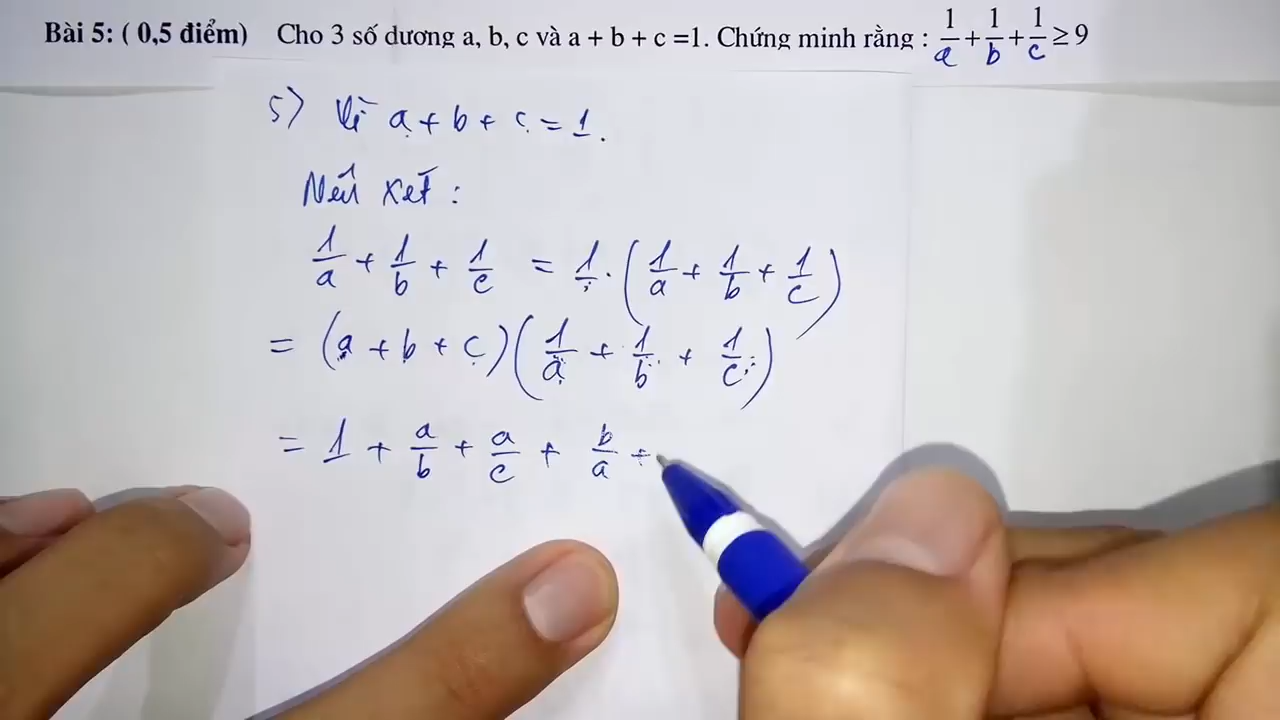 Bài 5: ( 0,5 điểm) Cho 3 số dương a, b, c và a + b + c =1. Chứng minh rằng : 1/a + 1/b + 1/c ≥ 9
5) Vì a + b + c = 1.
Nên xét :
1/a + 1/b + 1/c = 1 . (1/a + 1/b + 1/c)
= (a + b + c)(1/a + 1/b + 1/c)
= 1 + a/b + a/c + b/a +